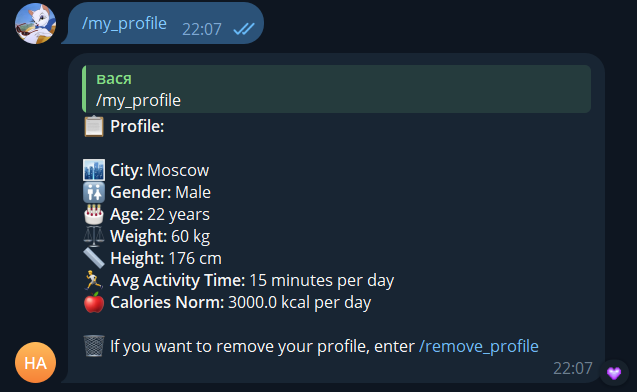 /my_profile
22:07
вася
/my_profile
Profile:
City: Moscow
Gender: Male
Age: 22 years
Weight: 60 kg
Height: 176 cm
Avg Activity Time: 15 minutes per day
Calories Norm: 3000.0 kcal per day
If you want to remove your profile, enter /remove_profile
НА
22:07